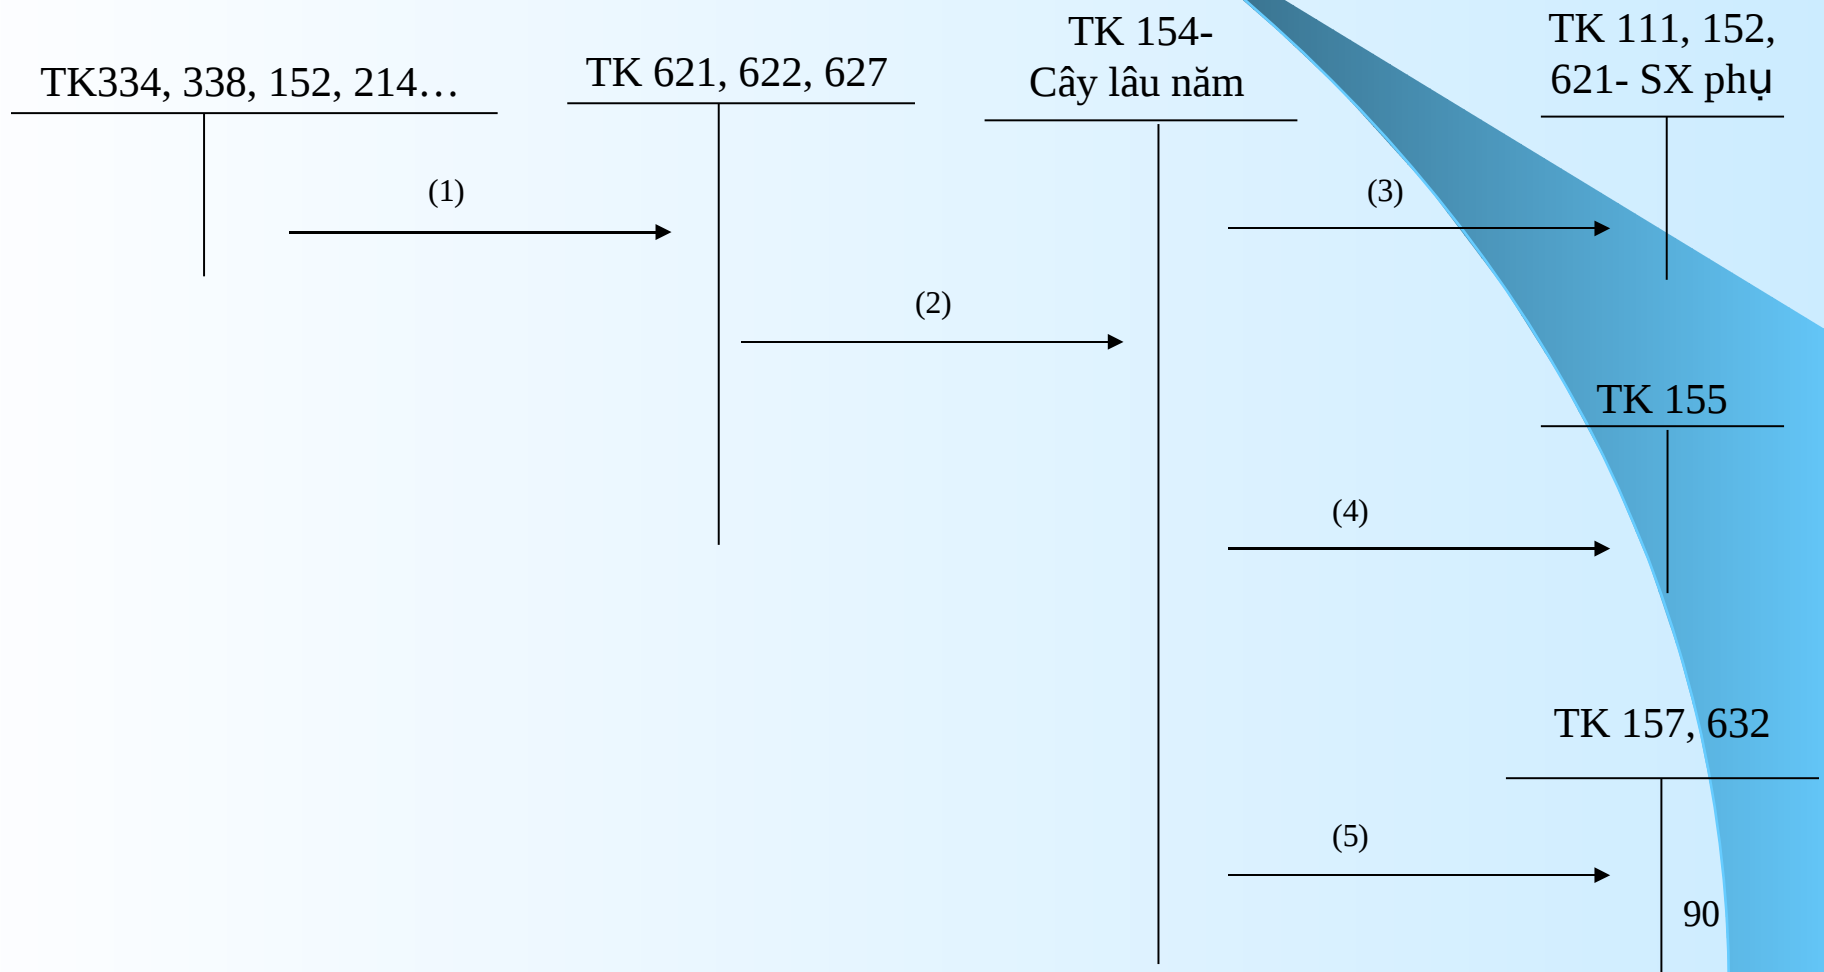 TK334, 338, 152, 214…
TK 621, 622, 627
TK 154-
Cây lâu năm
TK 111, 152,
621- SX phụ
(1)
(3)
(2)
TK 155
(4)
TK 157, 632
(5)
90